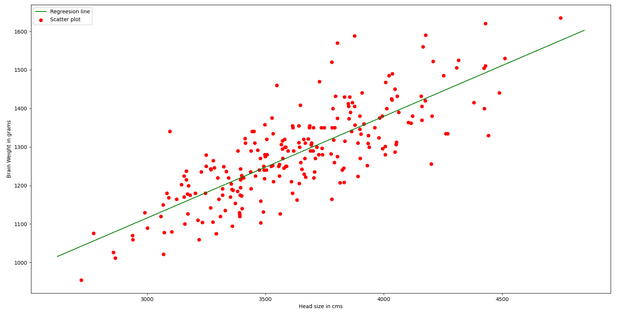 Regreesion line
Scatter plot
1600
1500
1400
1300
1200
1100
1000
Brain Weight in grams
3000
3500
4000
4500
Head size in cms